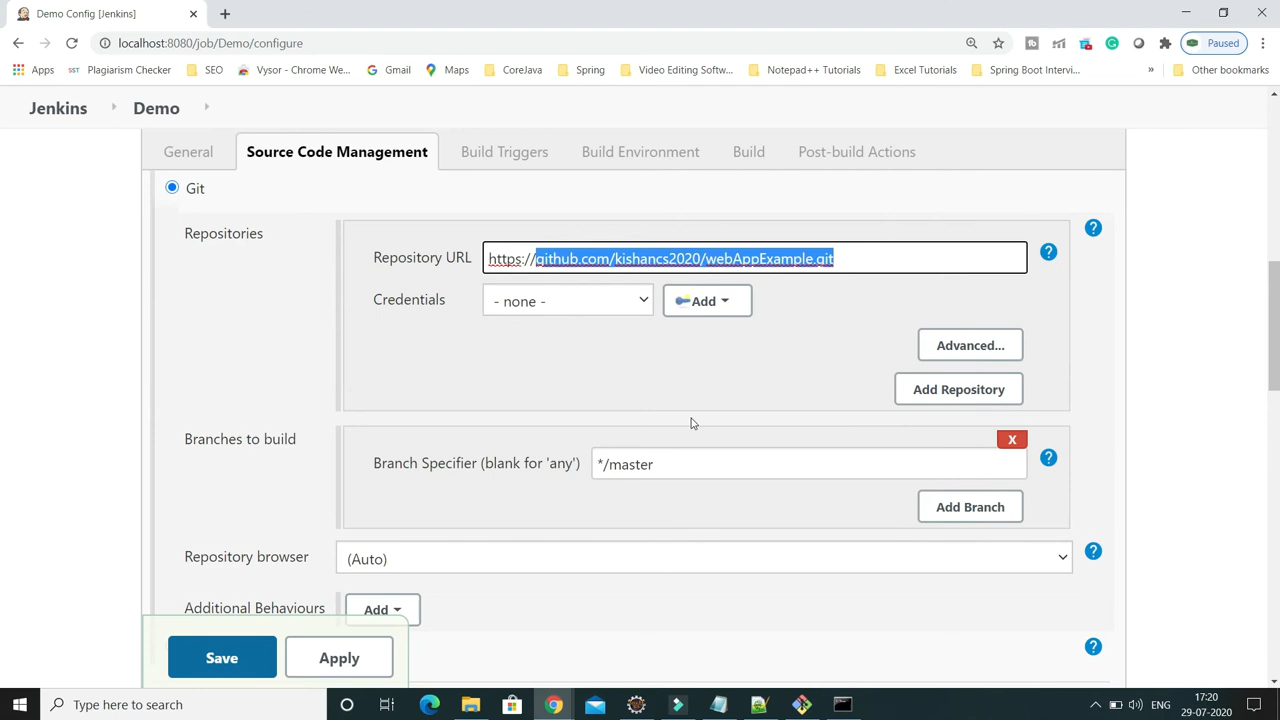 Demo Config [Jenkins]
localhost:8080/job/Demo/configure
Paused
Apps
SST
Plagiarism Checker
SEO
Vysor - Chrome We...
Gmail
Maps
CoreJava
Spring
Video Editing Softw...
Notepad++ Tutorials
Excel Tutorials
Spring Boot Intervi...
»
Other bookmarks
Jenkins
Demo
General
Source Code Management
Build Triggers
Build Environment
Build
Post-build Actions
Git
Repositories
Repository URL
https://github.com/kishancs2020/webAppExample.git
Credentials
- none -
Add
Advanced...
Add Repository
Branches to build
X
Branch Specifier (blank for 'any')
*/master
Add Branch
Repository browser
(Auto)
Additional Behaviours
Add
Save
Apply
Type here to search
ENG
17:20
29-07-2020